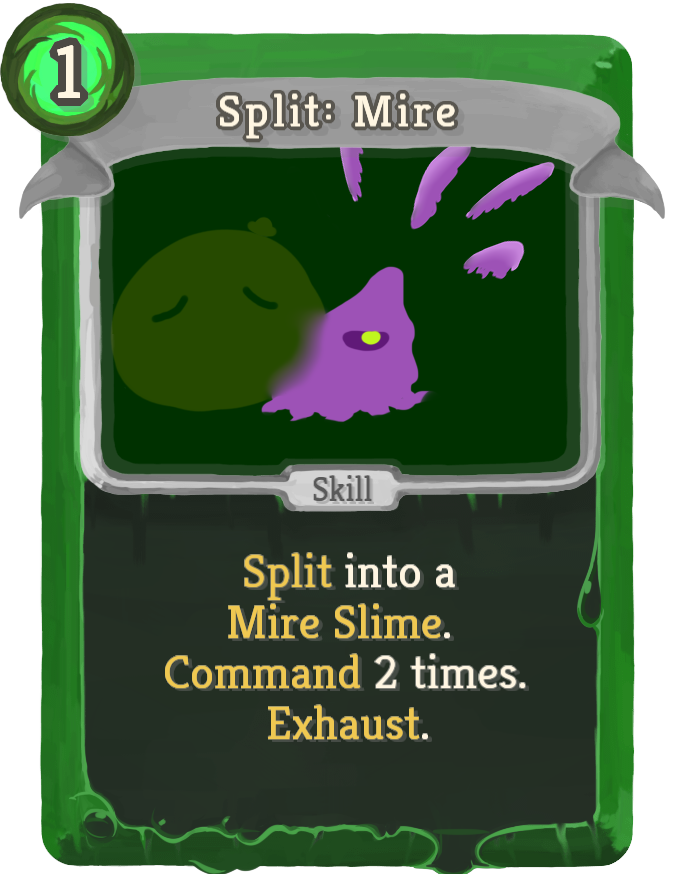 1
Split: Mire
Skill
Split into a
Mire Slime.
Command 2 times.
Exhaust.